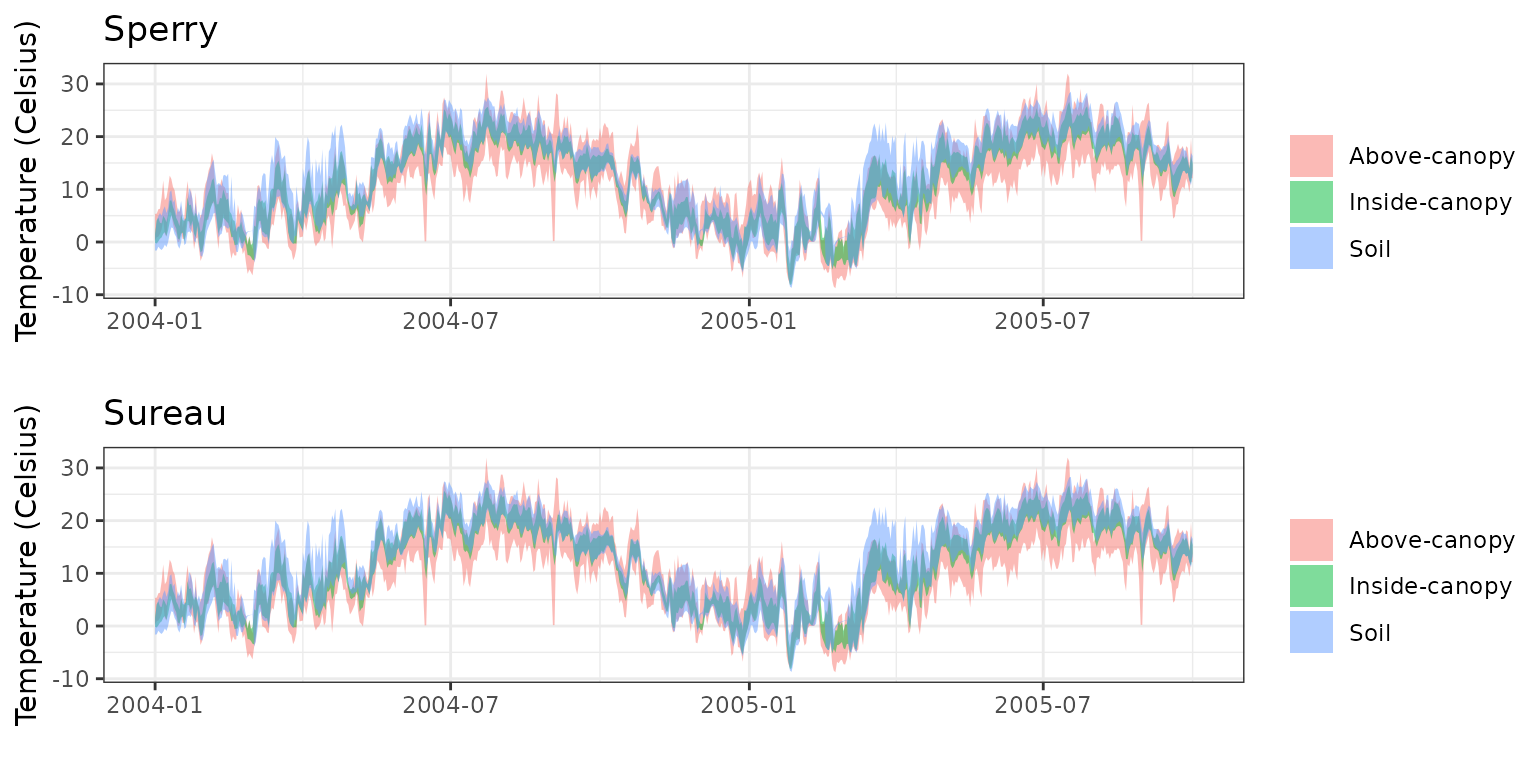 Sperry
Temperature (Celsius)
30
20
10
0
-10
2004-01
2004-07
2005-01
2005-07
Above-canopy
Inside-canopy
Soil
Sureau
Temperature (Celsius)
30
20
10
0
-10
2004-01
2004-07
2005-01
2005-07
Above-canopy
Inside-canopy
Soil